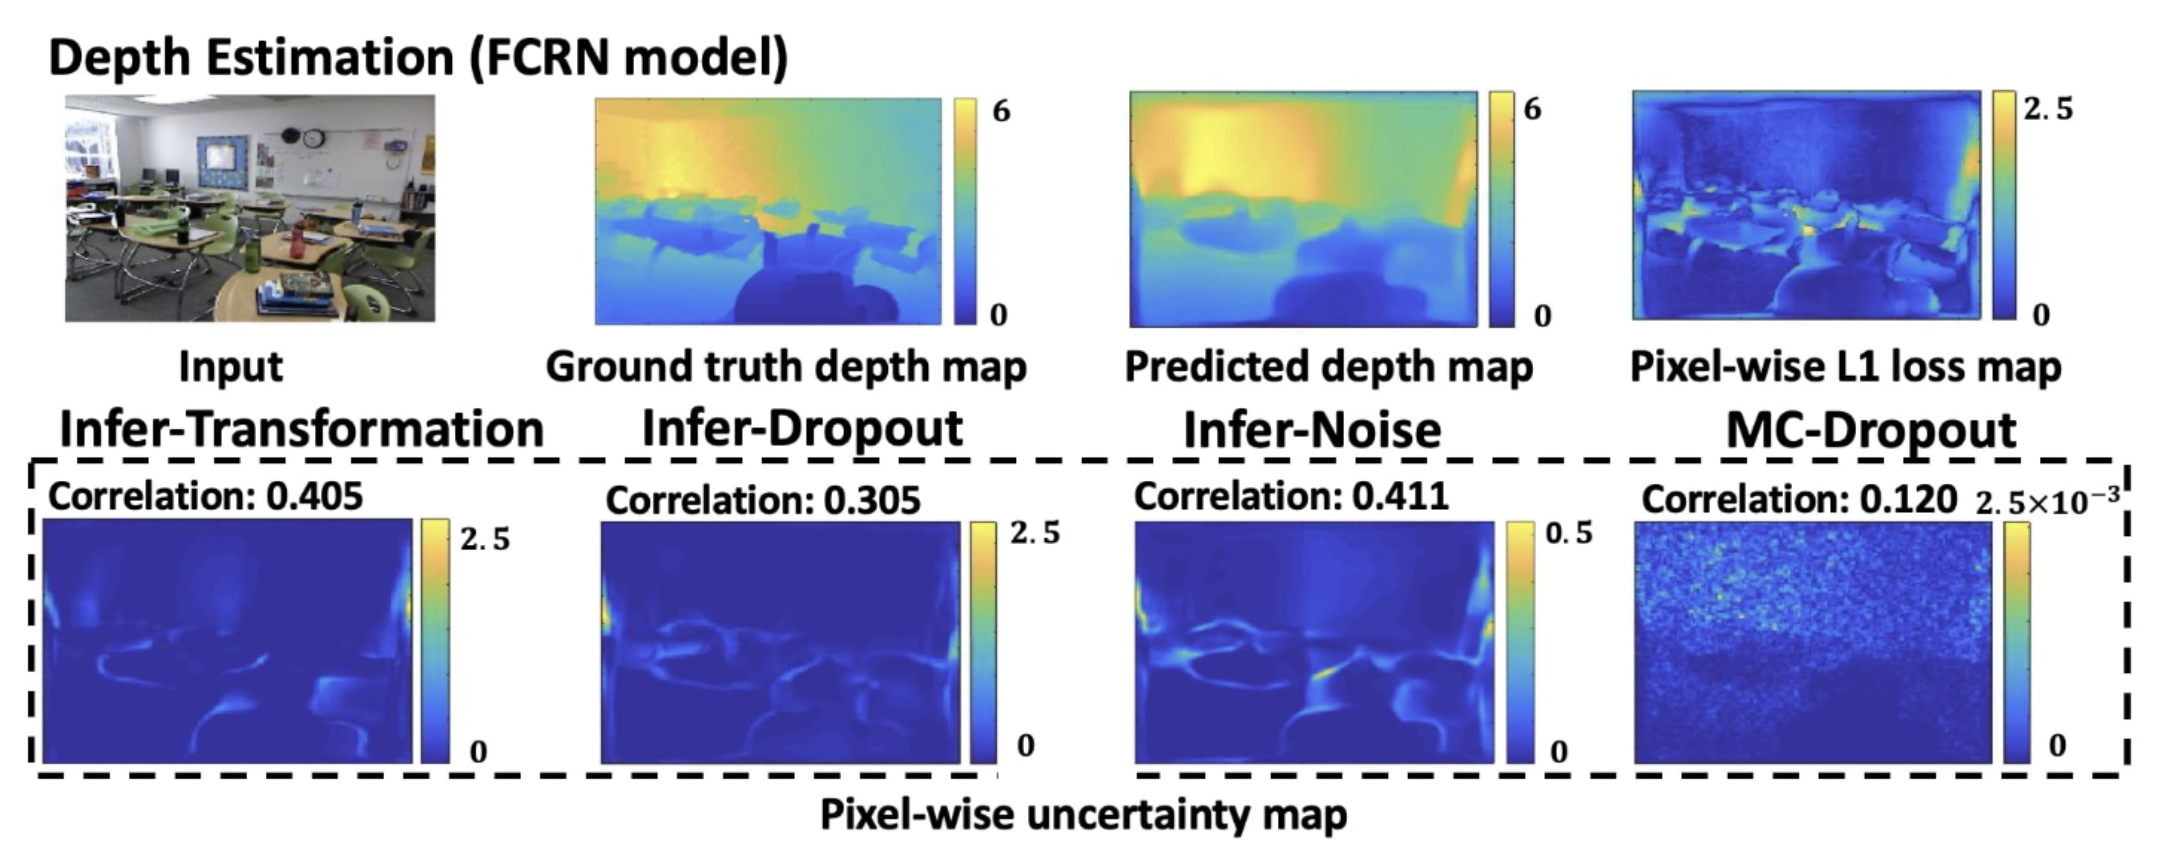 Depth Estimation (FCRN model)
6
0
6
0
2.5
0
Input
Ground truth depth map
Predicted depth map
Pixel-wise L1 loss map
Infer-Transformation
Infer-Dropout
Infer-Noise
MC-Dropout
Correlation: 0.405
2.5
0
Correlation: 0.305
2.5
0
Correlation: 0.411
0.5
0
Correlation: 0.120
2.5×10⁻³
0
Pixel-wise uncertainty map